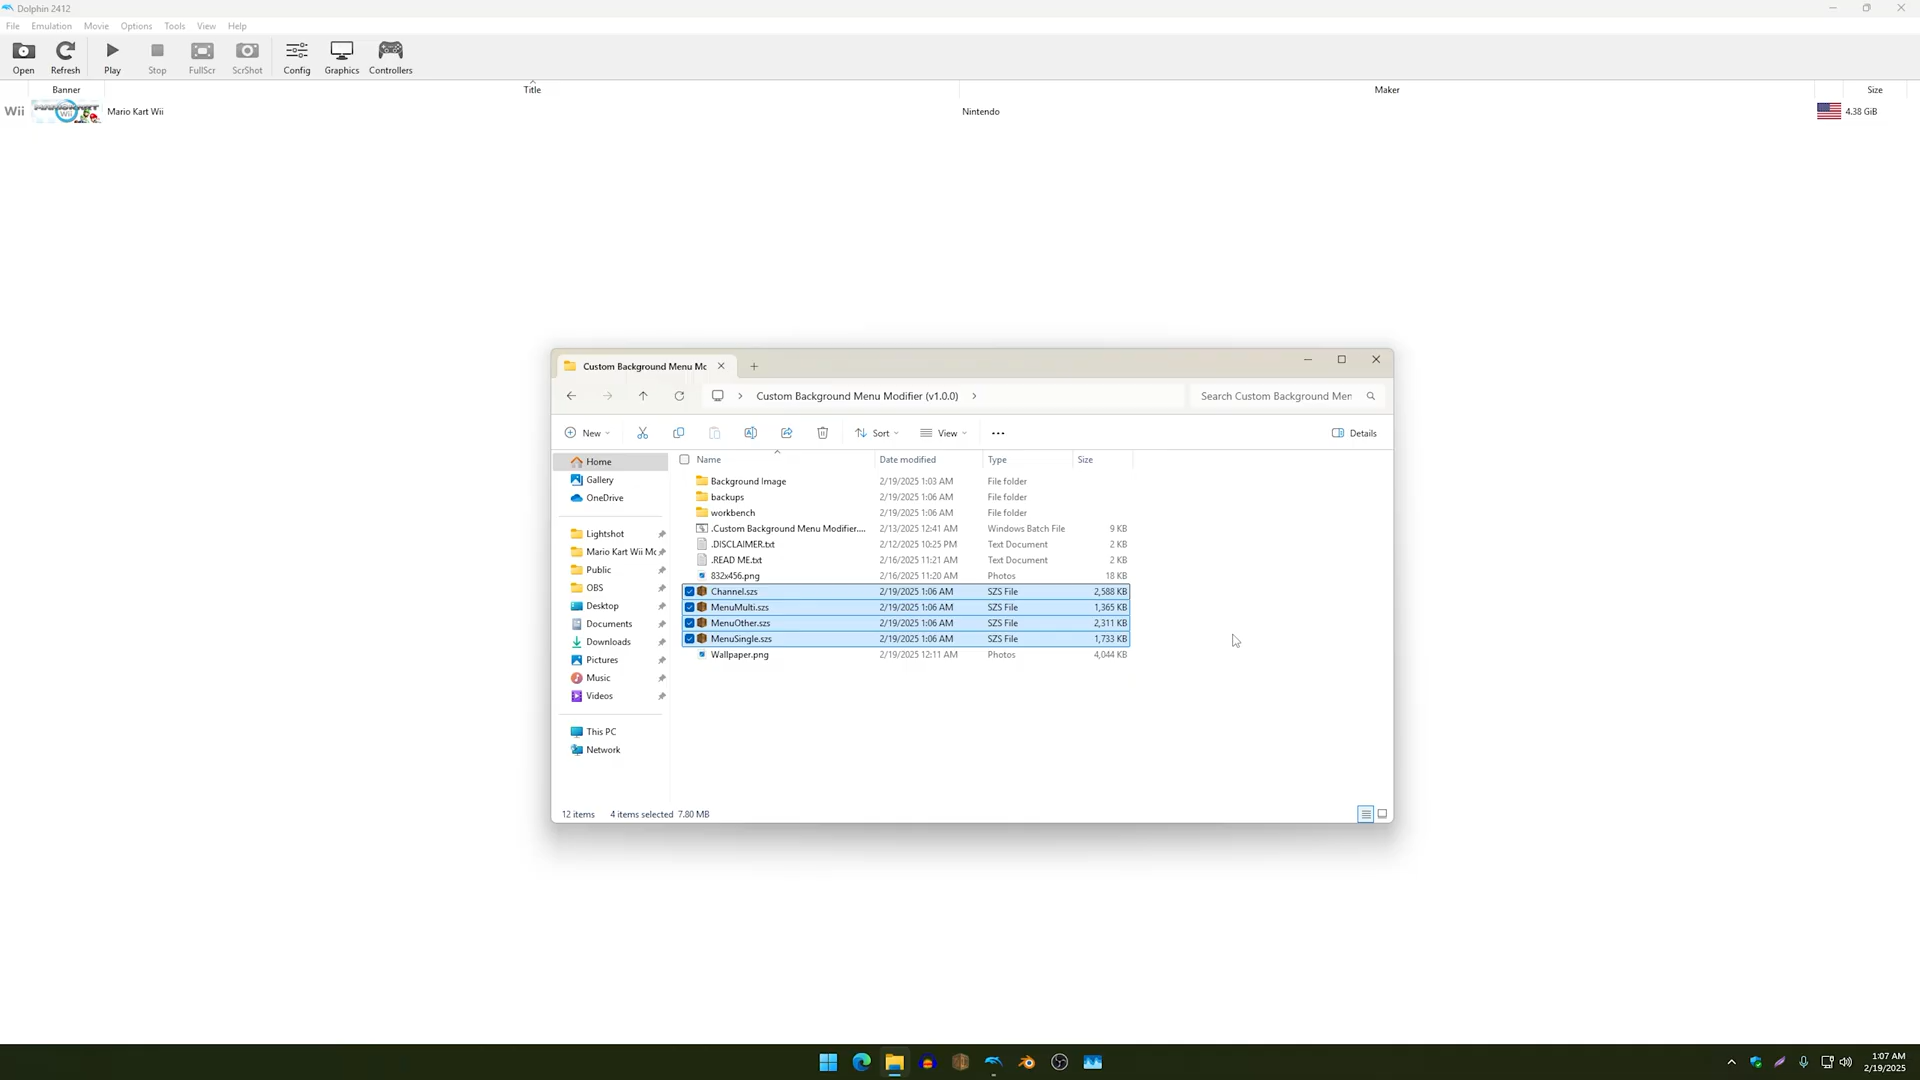 Dolphin 2412
File Emulation Movie Options Tools View Help
Open Refresh Play Stop FullScr ScrShot Config Graphics Controllers
Banner Title Maker Size
Wii Mario Kart Wii Nintendo 4.38 GiB
Custom Background Menu Mc
Custom Background Menu Modifier (v1.0.0) Search Custom Background Mer
New Sort View Details
Name Date modified Type Size
Home
Gallery
OneDrive
Lightshot
Mario Kart Wii Mc
Public
OBS
Desktop
Documents
Downloads
Pictures
Music
Videos
This PC
Network
Background Image 2/19/2025 1:03 AM File folder
backups 2/19/2025 1:06 AM File folder
workbench 2/19/2025 1:06 AM File folder
.Custom Background Menu Modifier.... 2/13/2025 12:41 AM Windows Batch File 9 KB
.DISCLAIMER.txt 2/12/2025 10:25 PM Text Document 2 KB
.READ ME.txt 2/16/2025 11:21 AM Text Document 2 KB
832x456.png 2/16/2025 11:20 AM Photos 18 KB
Channel.szs 2/19/2025 1:06 AM SZS File 2,588 KB
MenuMulti.szs 2/19/2025 1:06 AM SZS File 1,365 KB
MenuOther.szs 2/19/2025 1:06 AM SZS File 2,311 KB
MenuSingle.szs 2/19/2025 1:06 AM SZS File 1,733 KB
Wallpaper.png 2/19/2025 12:11 AM Photos 4,044 KB
12 items 4 items selected 7.80 MB
1:07 AM
2/19/2025